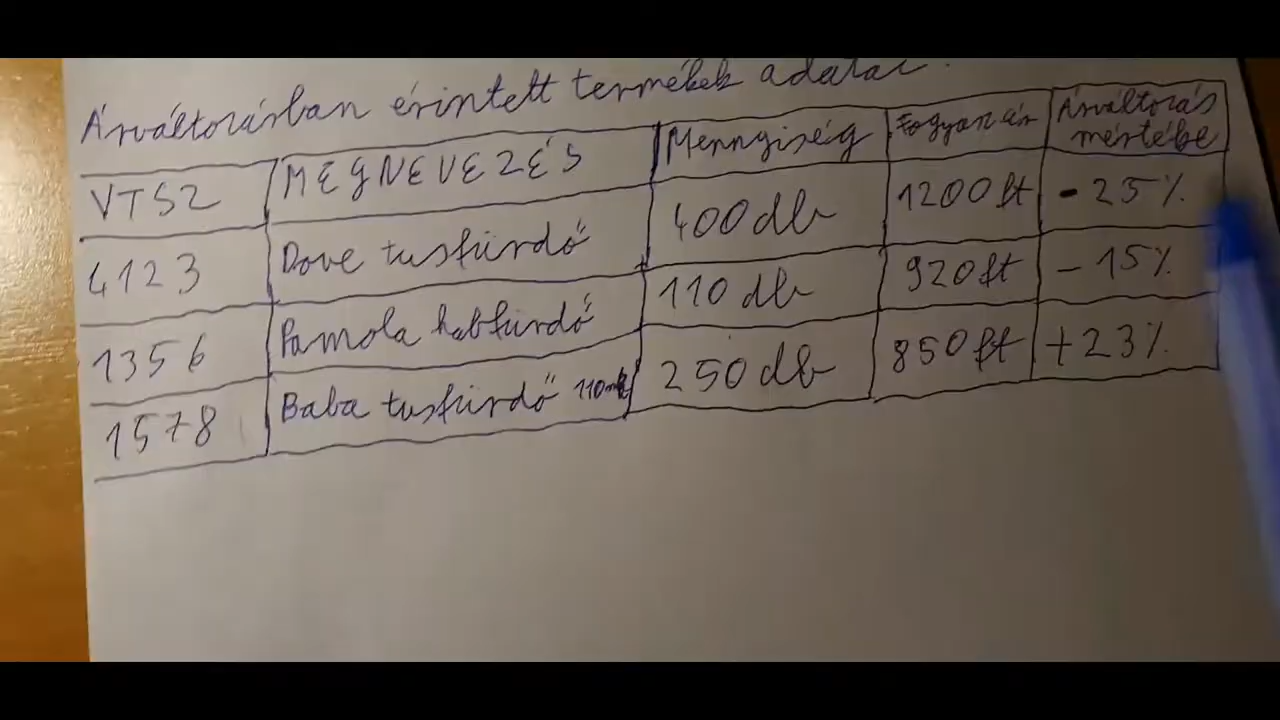 Árváltozásban érintett termékek adatai:
VTSZ MEGNEVEZÉS Mennyiség Fogyan ár Árváltozás mértéke
4123 Dove tusfürdő 400 db 1200 ft - 25%
1356 Pamola habfürdő 110 db 920 ft - 15%
1578 Baba tusfürdő 110ml 250 db 850 ft + 23%